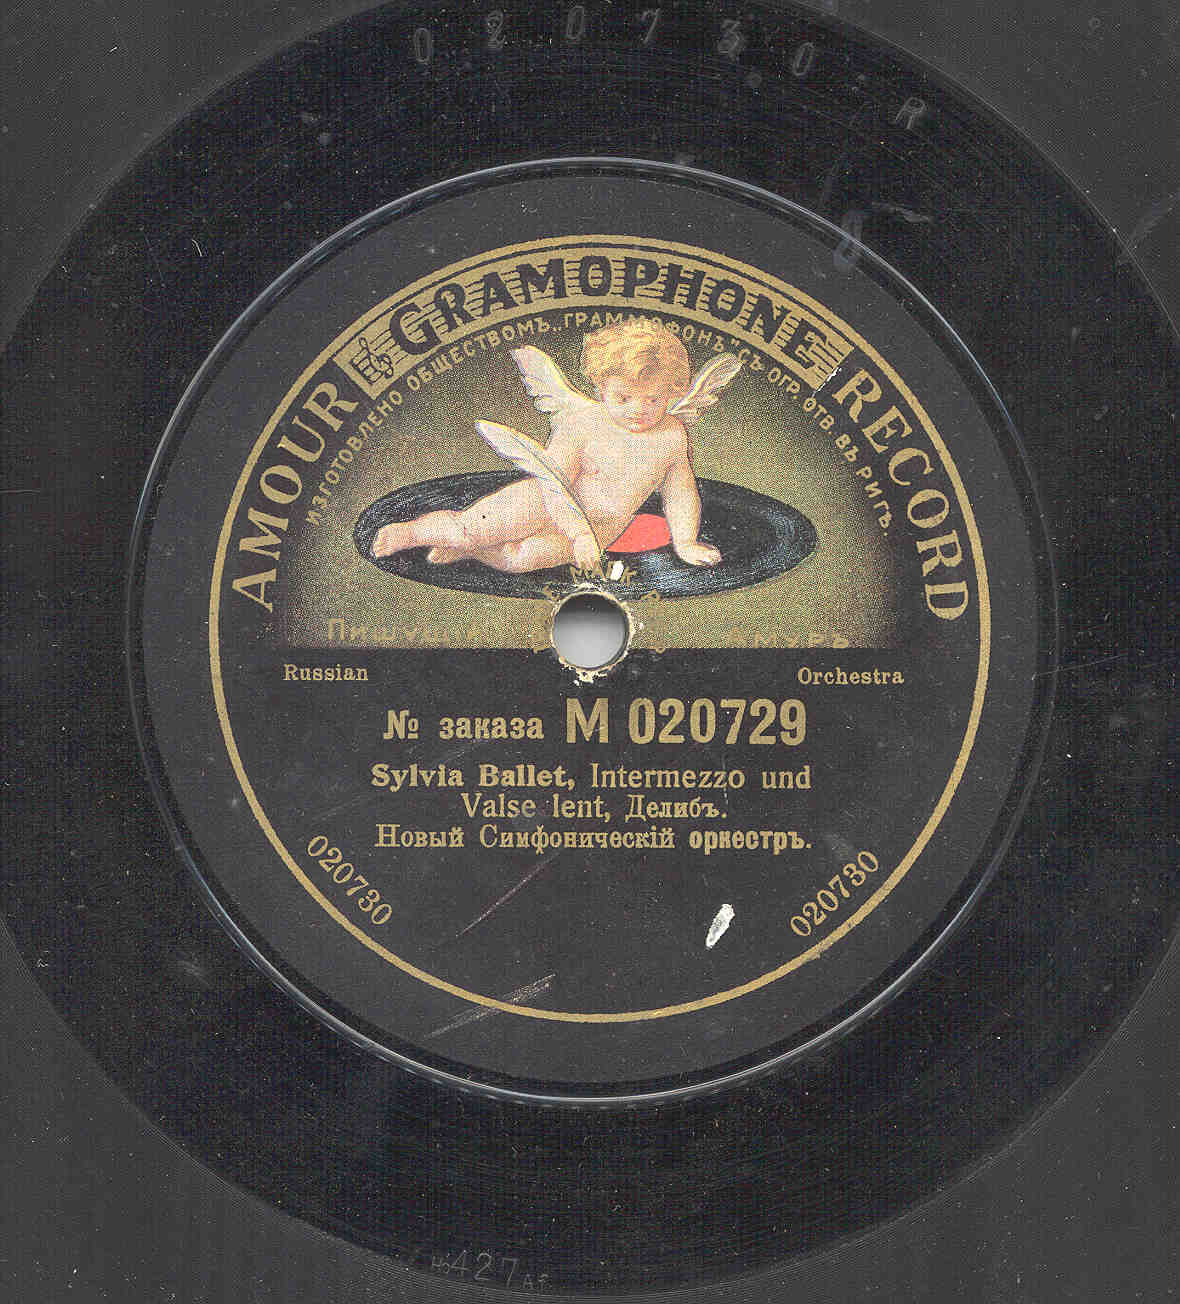 020730
R
AMOUR GRAMOPHONE RECORD
ИЗГОТОВЛЕНО ОБЩЕСТВОМЪ „ГРАММОФОНЪ" СЪ ОГР. ОТВ. ВЪ РИГѢ.
АМУРЪ
Russian Orchestra
№ заказа M 020729
Sylvia Ballet, Intermezzo und
Valse lent, Делибъ.
Новый Симфоническій оркестръ.
020730 020730
427